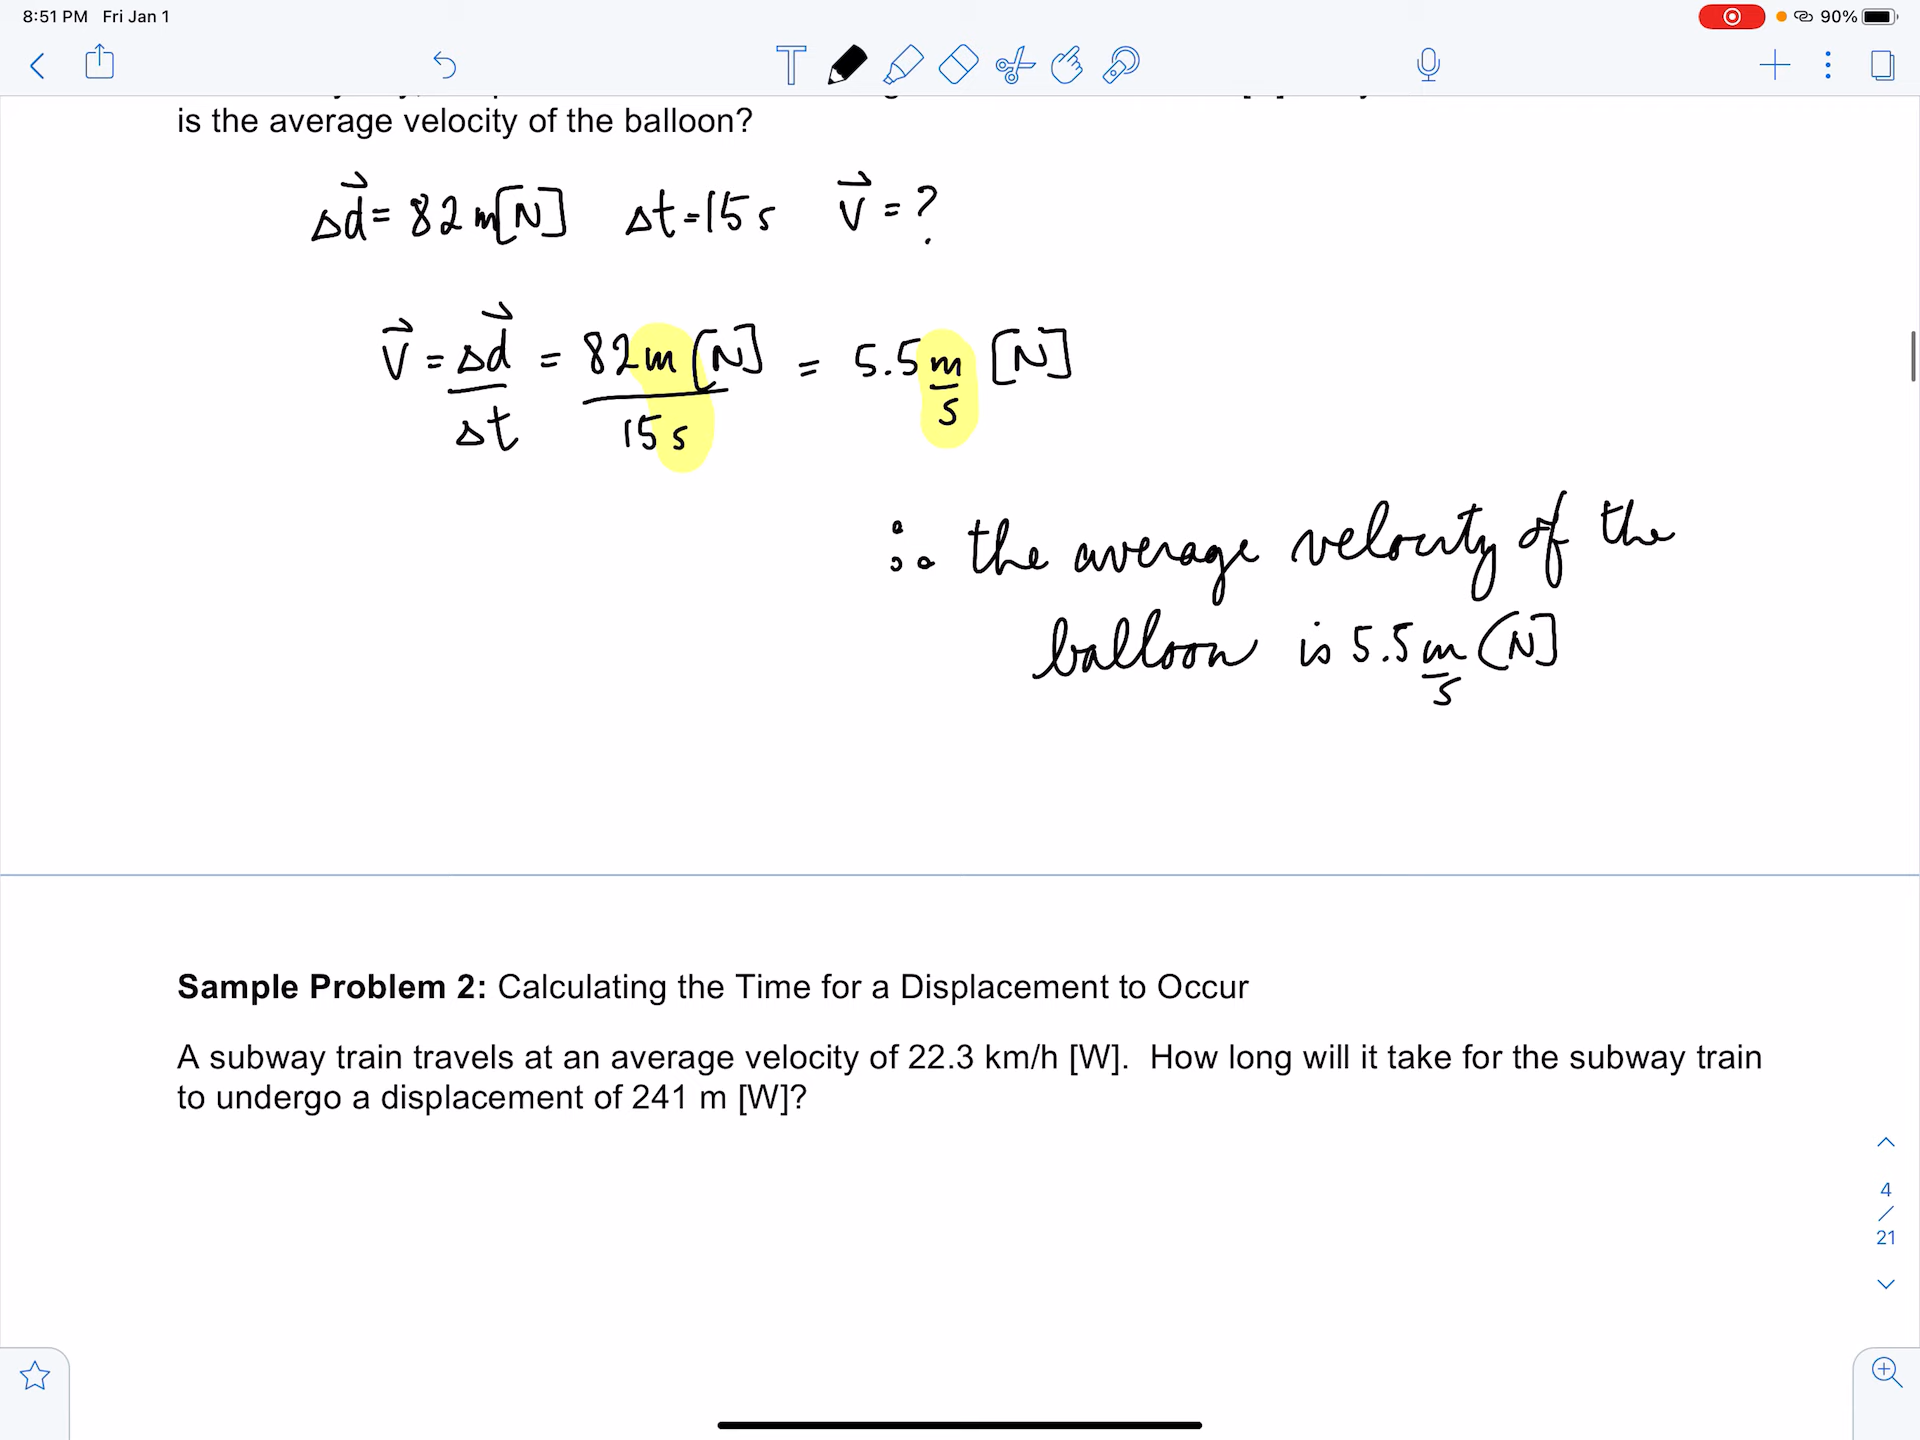 8:51 PM Fri Jan 1
90%
is the average velocity of the balloon?
Δd⃗ = 82 m[N] Δt = 15 s v⃗ = ?
v⃗ = Δd⃗/Δt = 82 m [N]/15 s = 5.5 m/s [N]
∴ the average velocity of the
balloon is 5.5 m/s [N]
Sample Problem 2: Calculating the Time for a Displacement to Occur
A subway train travels at an average velocity of 22.3 km/h [W]. How long will it take for the subway train
to undergo a displacement of 241 m [W]?
4
/
21